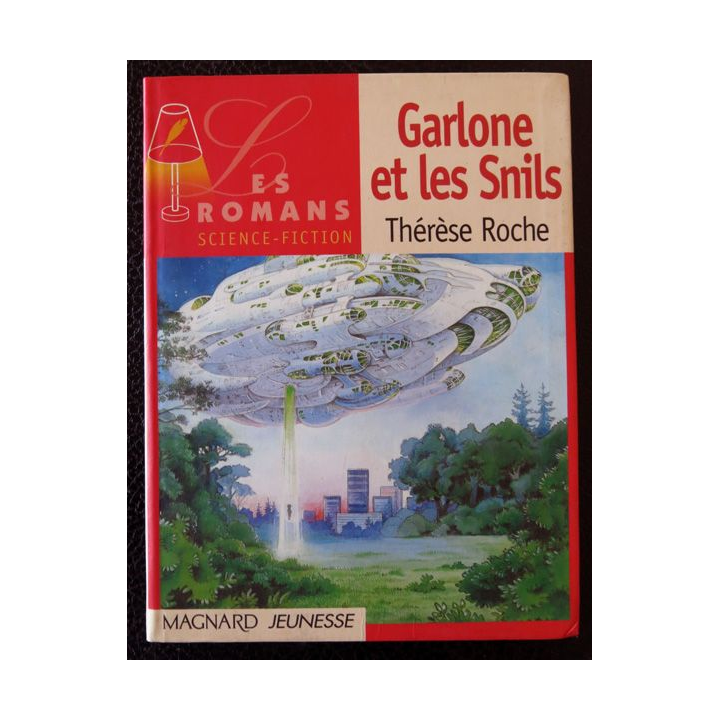 LES
ROMANS
SCIENCE-FICTION
Garlone
et les Snils
Thérèse Roche
MAGNARD JEUNESSE